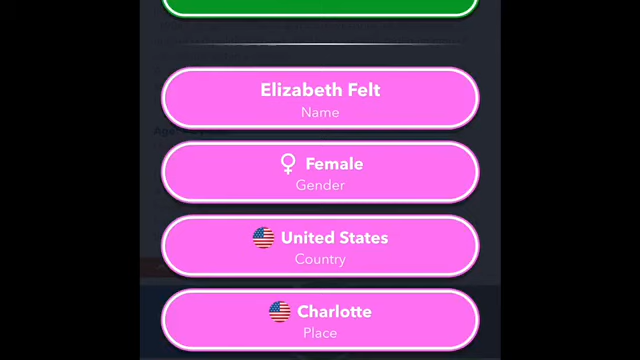 Elizabeth Felt
Name
Female
Gender
United States
Country
Charlotte
Place